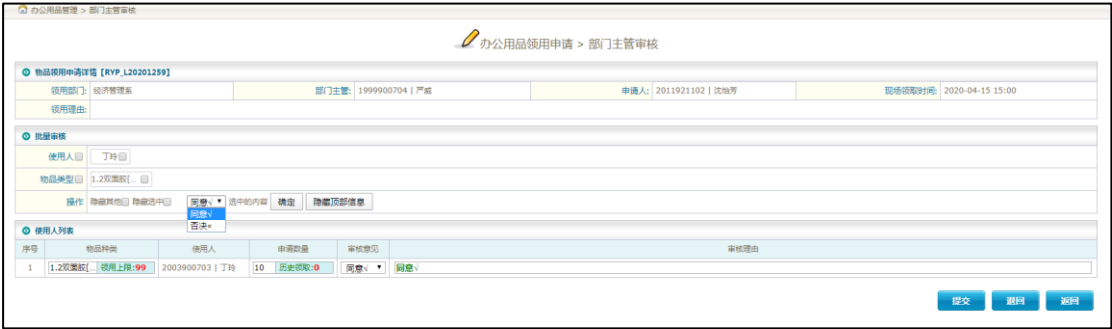 办公用品管理 > 部门主管审核
办公用品领用申请 > 部门主管审核
物品领用申请详情【RYP_L20201259】
领用部门: 经济管理系 部门主管: 1999900704 | 严威 申请人: 2011921102 | 沈怡芳 现场领取时间: 2020-04-15 15:00
领用理由:
批量审核
使用人 丁玲
物品类型 1.2双面胶[...
操作 隐藏其他 隐藏选中 同意√ 选中的内容 确定 隐藏顶部信息
同意√
否决×
使用人列表
序号 物品种类 使用人 申请数量 审核意见 审核理由
1 1.2双面胶[... 领用上限:99 2003900703 | 丁玲 10 历史领取:0 同意√ 同意√
提交 退回 返回